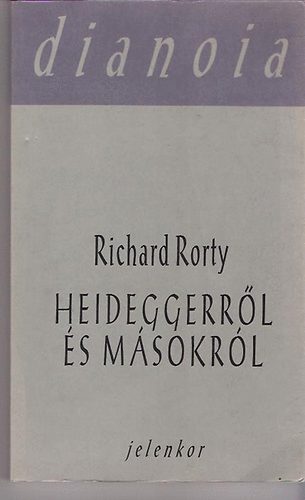 dianoia
Richard Rorty
HEIDEGGERRŐL
ÉS MÁSOKRÓL
jelenkor